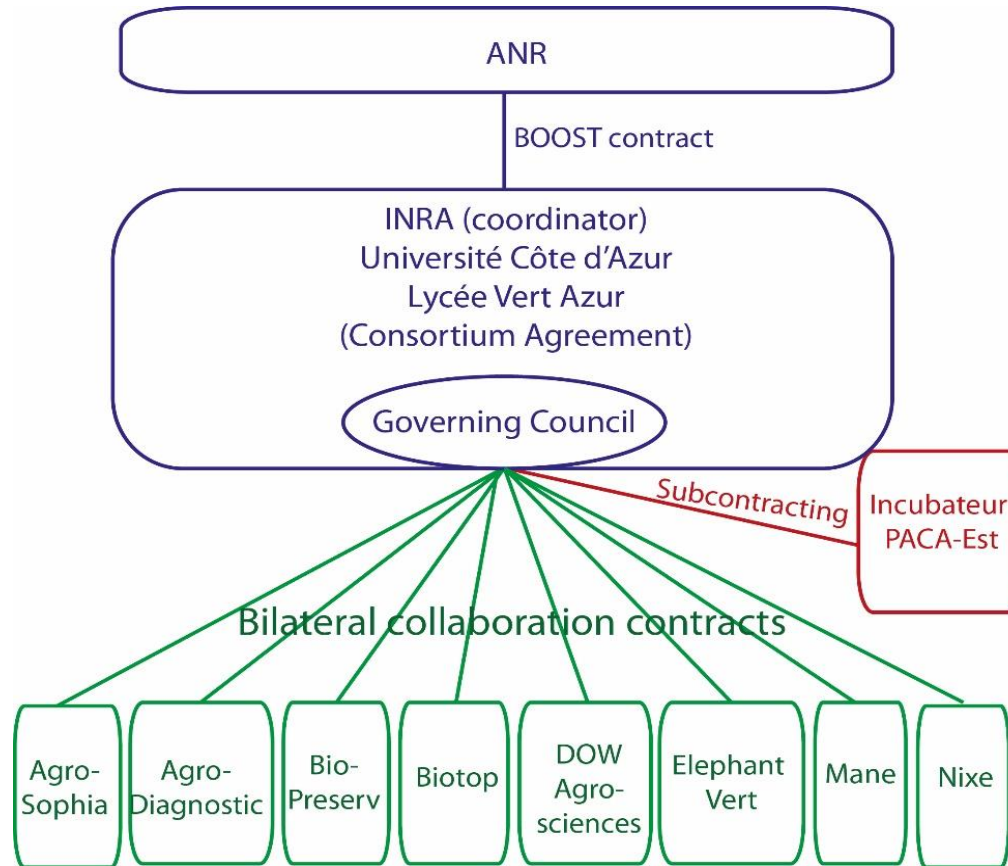 ANR
BOOST contract
INRA (coordinator)
Université Côte d'Azur
Lycée Vert Azur
(Consortium Agreement)
Governing Council
Subcontracting
Incubateur
PACA-Est
Bilateral collaboration contracts
Agro-
Sophia
Agro-
Diagnostic
Bio-
Preserv
Biotop
DOW
Agro-
sciences
Elephant
Vert
Mane
Nixe